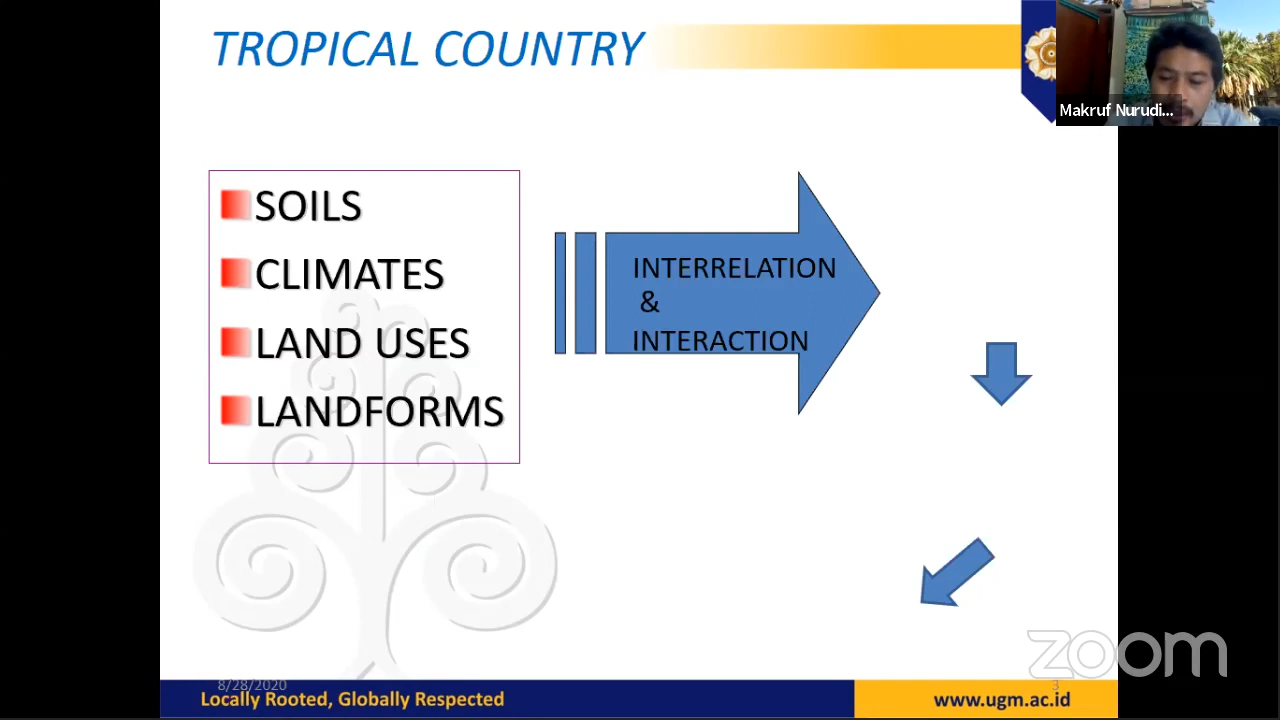 TROPICAL COUNTRY
Makruf Nurudi...
SOILS
CLIMATES
LAND USES
LANDFORMS
INTERRELATION
&
INTERACTION
zoom
8/28/2020
3
Locally Rooted, Globally Respected
www.ugm.ac.id